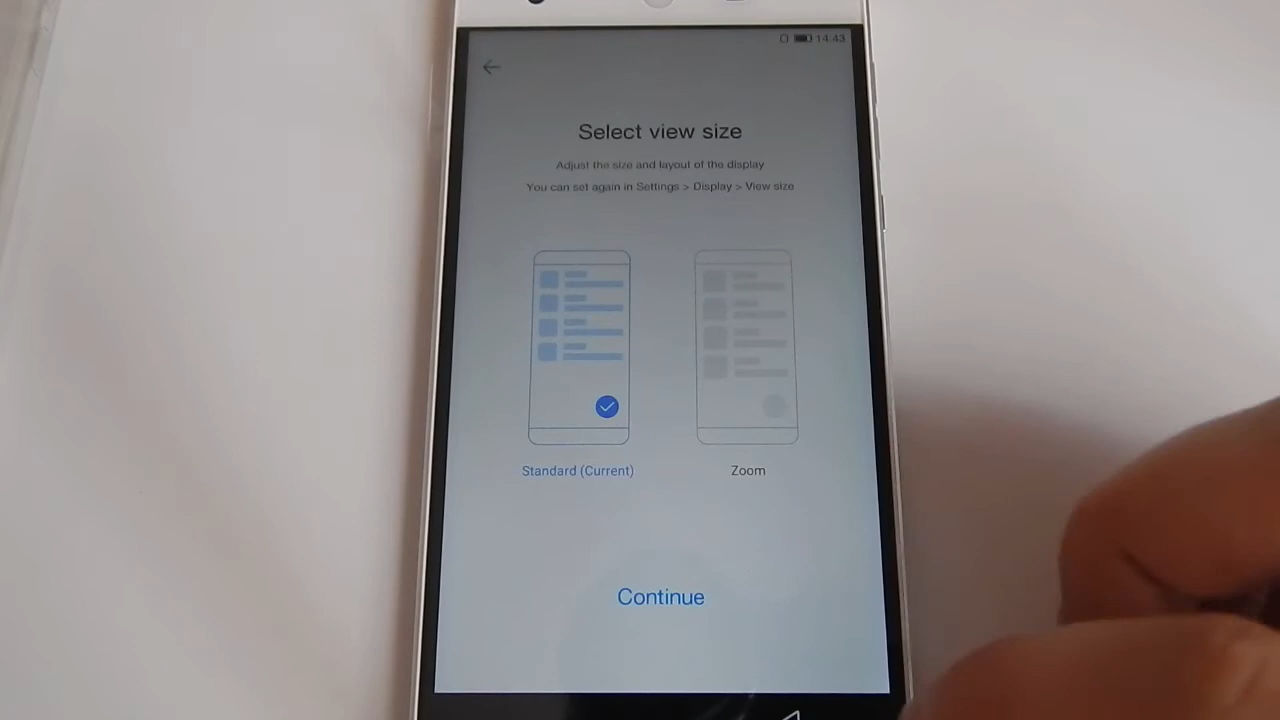 14:43
Select view size
Adjust the size and layout of the display
You can set again in Settings > Display > View size
Standard (Current)
Zoom
Continue